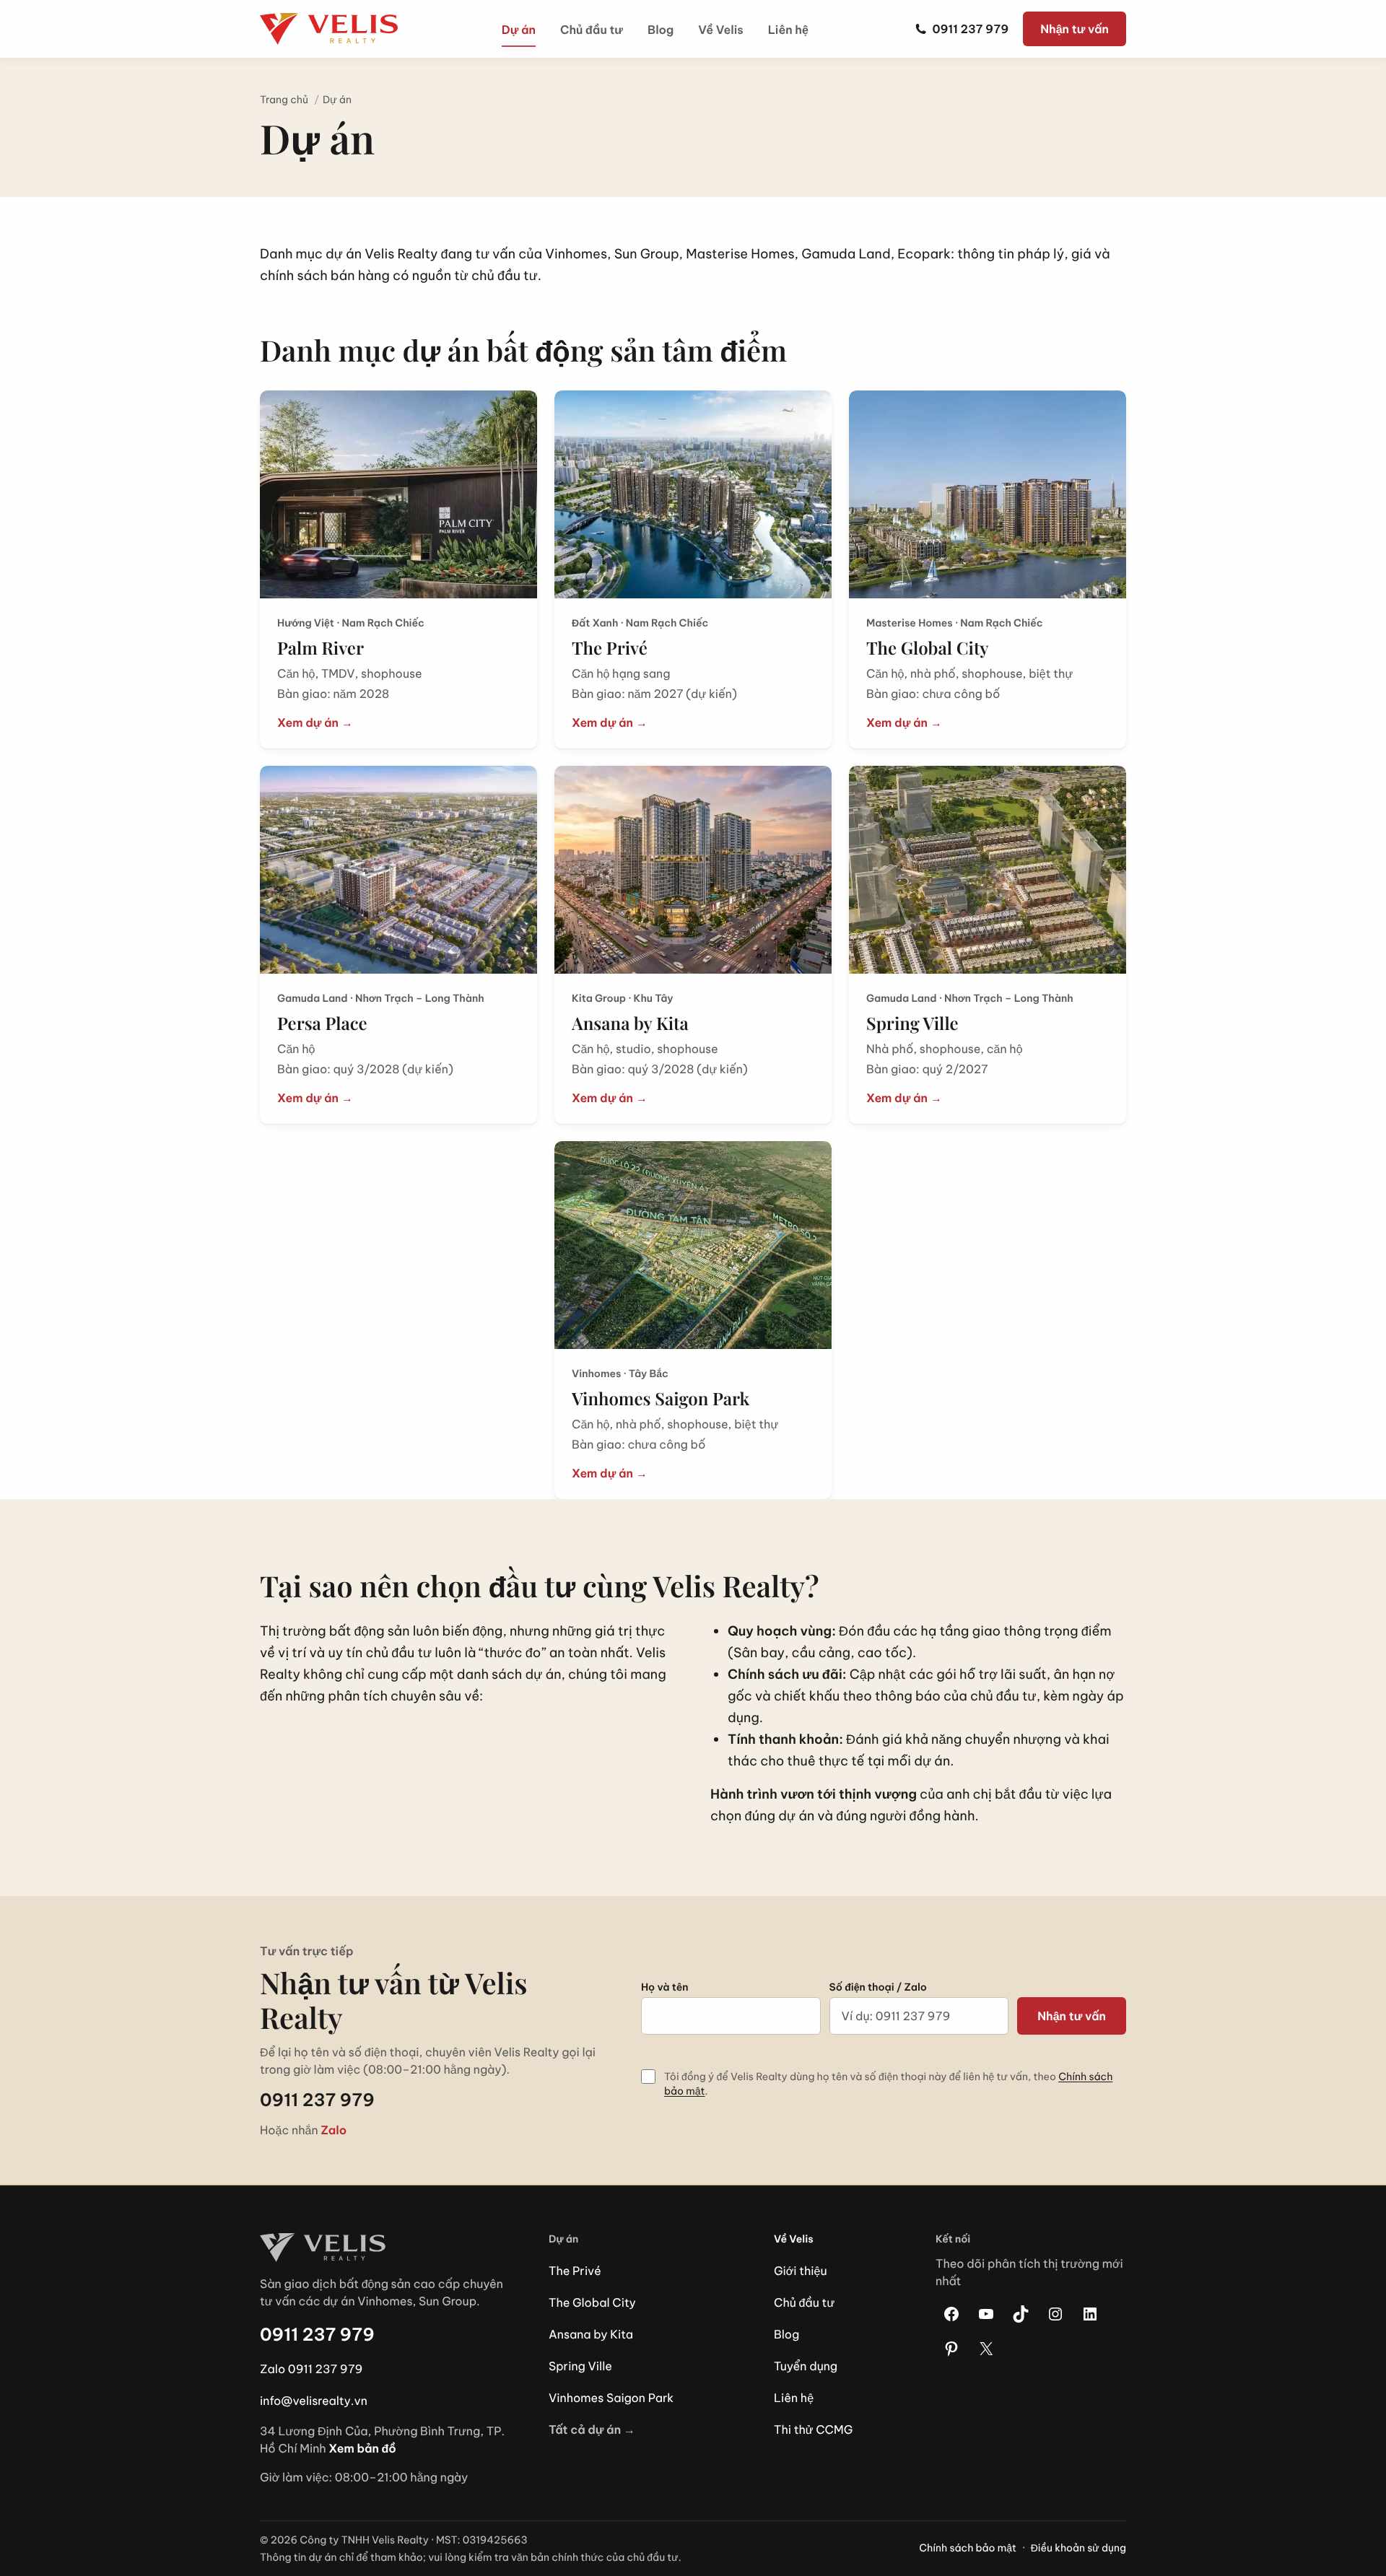 VELIS
REALTY
Dự án
Chủ đầu tư
Blog
Về Velis
Liên hệ
0911 237 979
Nhận tư vấn
Trang chủ / Dự án
Dự án
Danh mục dự án Velis Realty đang tư vấn của Vinhomes, Sun Group, Masterise Homes, Gamuda Land, Ecopark: thông tin pháp lý, giá và
chính sách bán hàng có nguồn từ chủ đầu tư.
Danh mục dự án bất động sản tâm điểm
PALM CITY
PALM RIVER
Hướng Việt · Nam Rạch Chiếc
Palm River
Căn hộ, TMDV, shophouse
Bàn giao: năm 2028
Xem dự án →
Đất Xanh · Nam Rạch Chiếc
The Privé
Căn hộ hạng sang
Bàn giao: năm 2027 (dự kiến)
Xem dự án →
Masterise Homes · Nam Rạch Chiếc
The Global City
Căn hộ, nhà phố, shophouse, biệt thự
Bàn giao: chưa công bố
Xem dự án →
Gamuda Land · Nhơn Trạch – Long Thành
Persa Place
Căn hộ
Bàn giao: quý 3/2028 (dự kiến)
Xem dự án →
Kita Group · Khu Tây
Ansana by Kita
Căn hộ, studio, shophouse
Bàn giao: quý 3/2028 (dự kiến)
Xem dự án →
Gamuda Land · Nhơn Trạch – Long Thành
Spring Ville
Nhà phố, shophouse, căn hộ
Bàn giao: quý 2/2027
Xem dự án →
QUỐC LỘ 22 (ĐƯỜNG XUYÊN Á)
ĐƯỜNG TAM TÂN
METRO SỐ 2
Vinhomes · Tây Bắc
Vinhomes Saigon Park
Căn hộ, nhà phố, shophouse, biệt thự
Bàn giao: chưa công bố
Xem dự án →
Tại sao nên chọn đầu tư cùng Velis Realty?
Thị trường bất động sản luôn biến động, nhưng những giá trị thực
về vị trí và uy tín chủ đầu tư luôn là “thước đo” an toàn nhất. Velis
Realty không chỉ cung cấp một danh sách dự án, chúng tôi mang
đến những phân tích chuyên sâu về:
• Quy hoạch vùng: Đón đầu các hạ tầng giao thông trọng điểm
(Sân bay, cầu cảng, cao tốc).
• Chính sách ưu đãi: Cập nhật các gói hỗ trợ lãi suất, ân hạn nợ
gốc và chiết khấu theo thông báo của chủ đầu tư, kèm ngày áp
dụng.
• Tính thanh khoản: Đánh giá khả năng chuyển nhượng và khai
thác cho thuê thực tế tại mỗi dự án.
Hành trình vươn tới thịnh vượng của anh chị bắt đầu từ việc lựa
chọn đúng dự án và đúng người đồng hành.
Tư vấn trực tiếp
Nhận tư vấn từ Velis
Realty
Để lại họ tên và số điện thoại, chuyên viên Velis Realty gọi lại
trong giờ làm việc (08:00–21:00 hằng ngày).
0911 237 979
Hoặc nhắn Zalo
Họ và tên
Số điện thoại / Zalo
Ví dụ: 0911 237 979
Nhận tư vấn
Tôi đồng ý để Velis Realty dùng họ tên và số điện thoại này để liên hệ tư vấn, theo Chính sách
bảo mật.
VELIS
REALTY
Sàn giao dịch bất động sản cao cấp chuyên
tư vấn các dự án Vinhomes, Sun Group.
0911 237 979
Zalo 0911 237 979
info@velisrealty.vn
34 Lương Định Của, Phường Bình Trưng, TP.
Hồ Chí Minh Xem bản đồ
Giờ làm việc: 08:00–21:00 hằng ngày
Dự án
The Privé
The Global City
Ansana by Kita
Spring Ville
Vinhomes Saigon Park
Tất cả dự án →
Về Velis
Giới thiệu
Chủ đầu tư
Blog
Tuyển dụng
Liên hệ
Thi thử CCMG
Kết nối
Theo dõi phân tích thị trường mới
nhất
© 2026 Công ty TNHH Velis Realty · MST: 0319425663
Thông tin dự án chỉ để tham khảo; vui lòng kiểm tra văn bản chính thức của chủ đầu tư.
Chính sách bảo mật · Điều khoản sử dụng